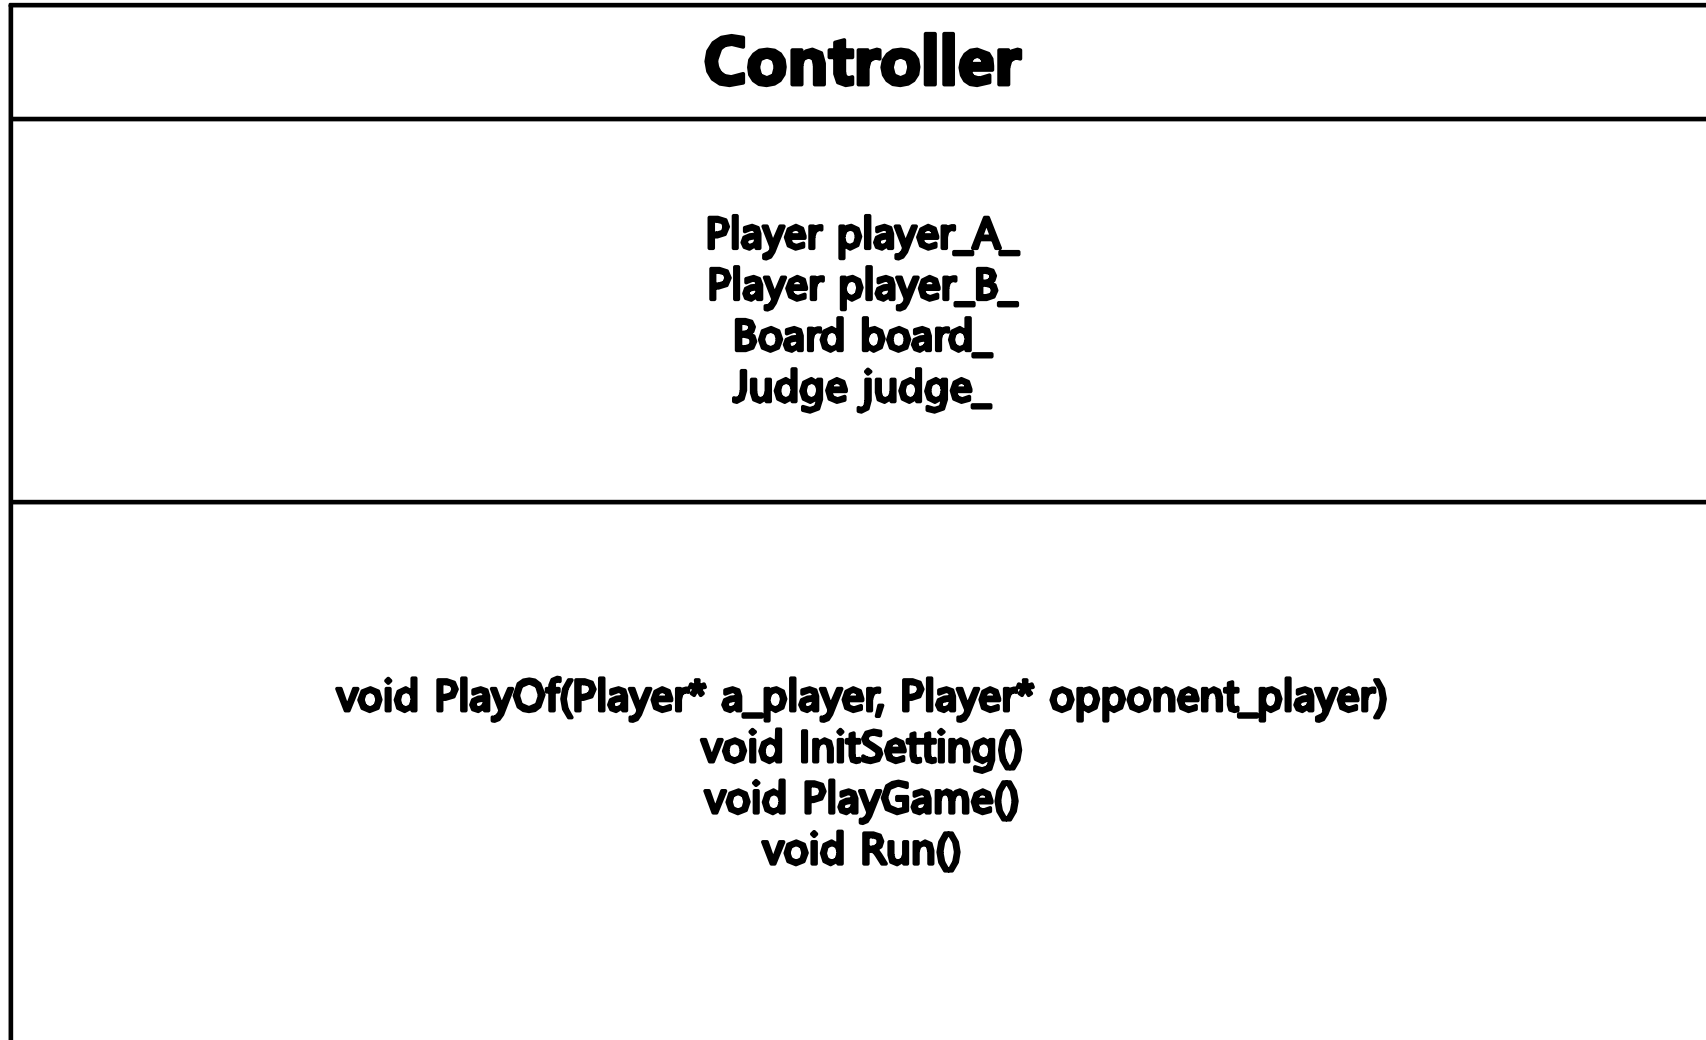 Controller
Player player_A_
Player player_B_
Board board_
Judge judge_
void PlayOf(Player* a_player, Player* opponent_player)
void InitSetting()
void PlayGame()
void Run()